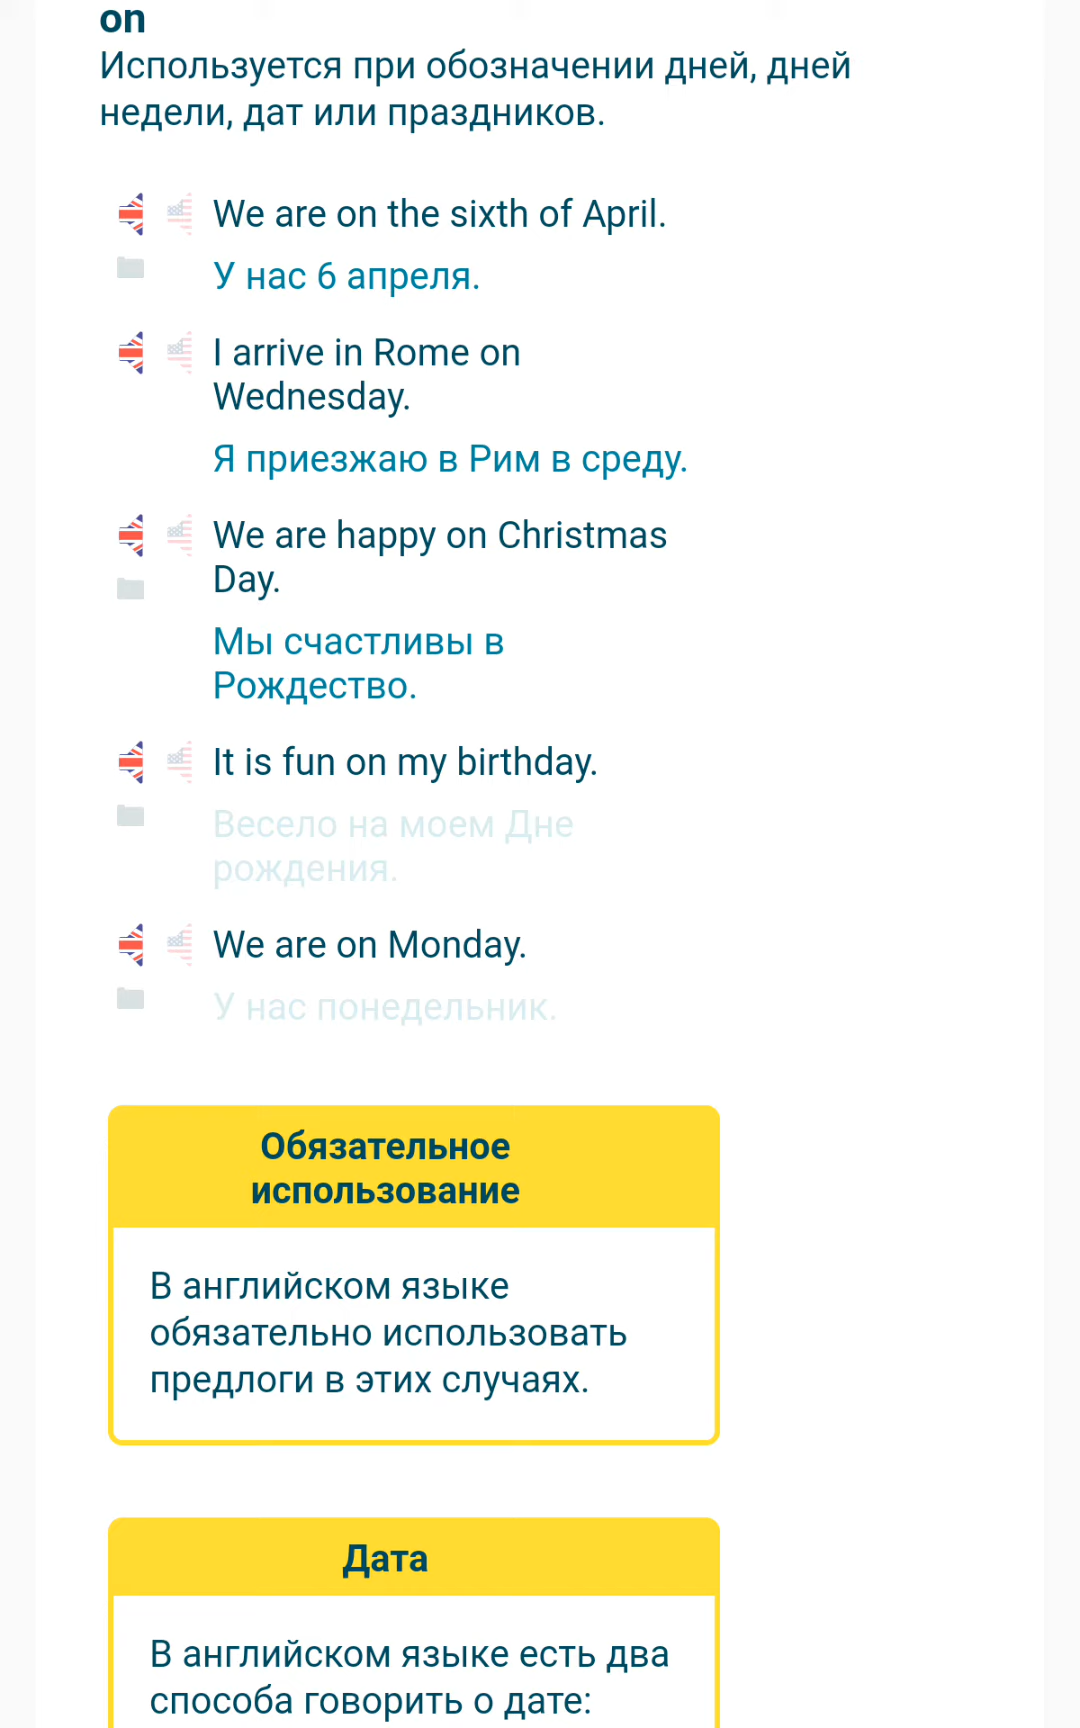 on
Используется при обозначении дней, дней
недели, дат или праздников.
We are on the sixth of April.
У нас 6 апреля.
I arrive in Rome on
Wednesday.
Я приезжаю в Рим в среду.
We are happy on Christmas
Day.
Мы счастливы в
Рождество.
It is fun on my birthday.
Весело на моем Дне
рождения.
We are on Monday.
У нас понедельник.
Обязательное
использование
В английском языке
обязательно использовать
предлоги в этих случаях.
Дата
В английском языке есть два
способа говорить о дате: